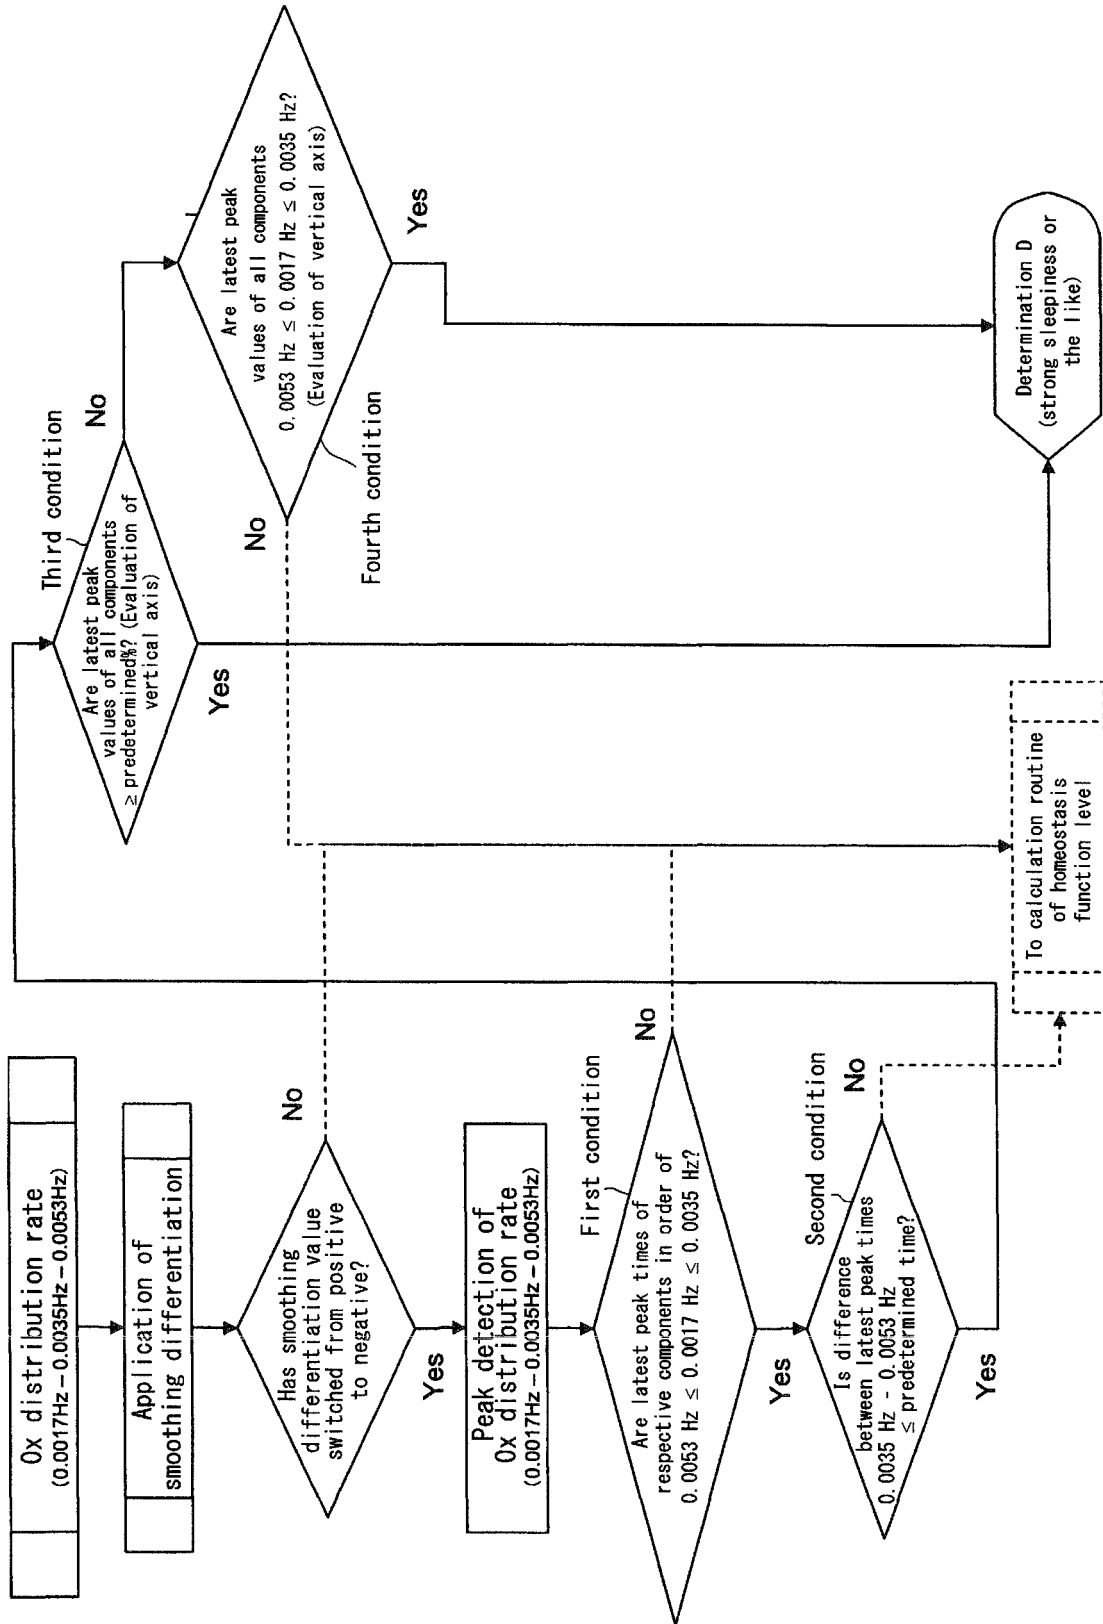 Ox distribution rate
(0.0017Hz-0.0035Hz-0.0053Hz)
Application of
smoothing differentiation
Has smoothing
differentiation value
switched from positive
to negative?
No
Yes
Peak detection of
Ox distribution rate
(0.0017Hz-0.0035Hz-0.0053Hz)
First condition
Are latest peak times of
respective components in order of
0.0053 Hz ≤ 0.0017 Hz ≤ 0.0035 Hz?
No
Yes
Second condition
Is difference
between latest peak times
0.0035 Hz - 0.0053 Hz
≤ predetermined time?
No
Yes
Third condition
Are latest peak
values of all components
≥ predetermined%? (Evaluation of
vertical axis)
No
Yes
Are latest peak
values of all components
0.0053 Hz ≤ 0.0017 Hz ≤ 0.0035 Hz?
(Evaluation of vertical axis)
No
Yes
Fourth condition
To calculation routine
of homeostasis
function level
Determination D
(strong sleepiness or
the like)